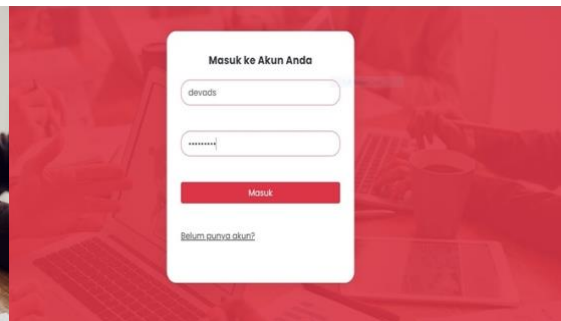 Masuk ke Akun Anda
devads
•••••••••
Masuk
Belum punya akun?